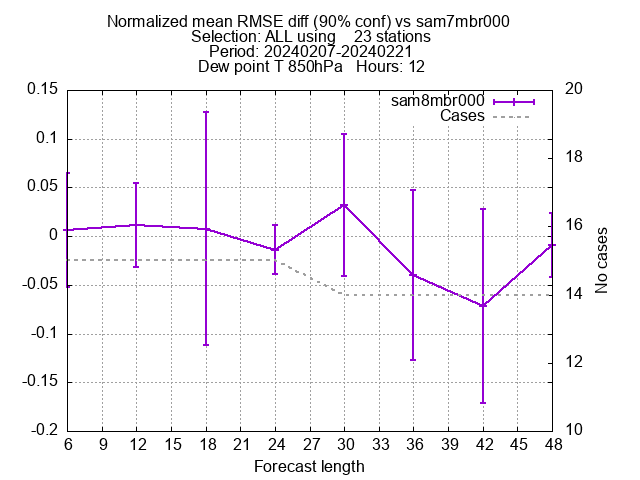 Normalized mean RMSE diff (90% conf) vs sam7mbr000
Selection: ALL using    23 stations
Period: 20240207-20240221
Dew point T 850hPa   Hours: 12
sam8mbr000
Cases
0.15
0.1
0.05
0
-0.05
-0.1
-0.15
-0.2
20
18
16
14
12
10
No cases
6 9 12 15 18 21 24 27 30 33 36 39 42 45 48
Forecast length